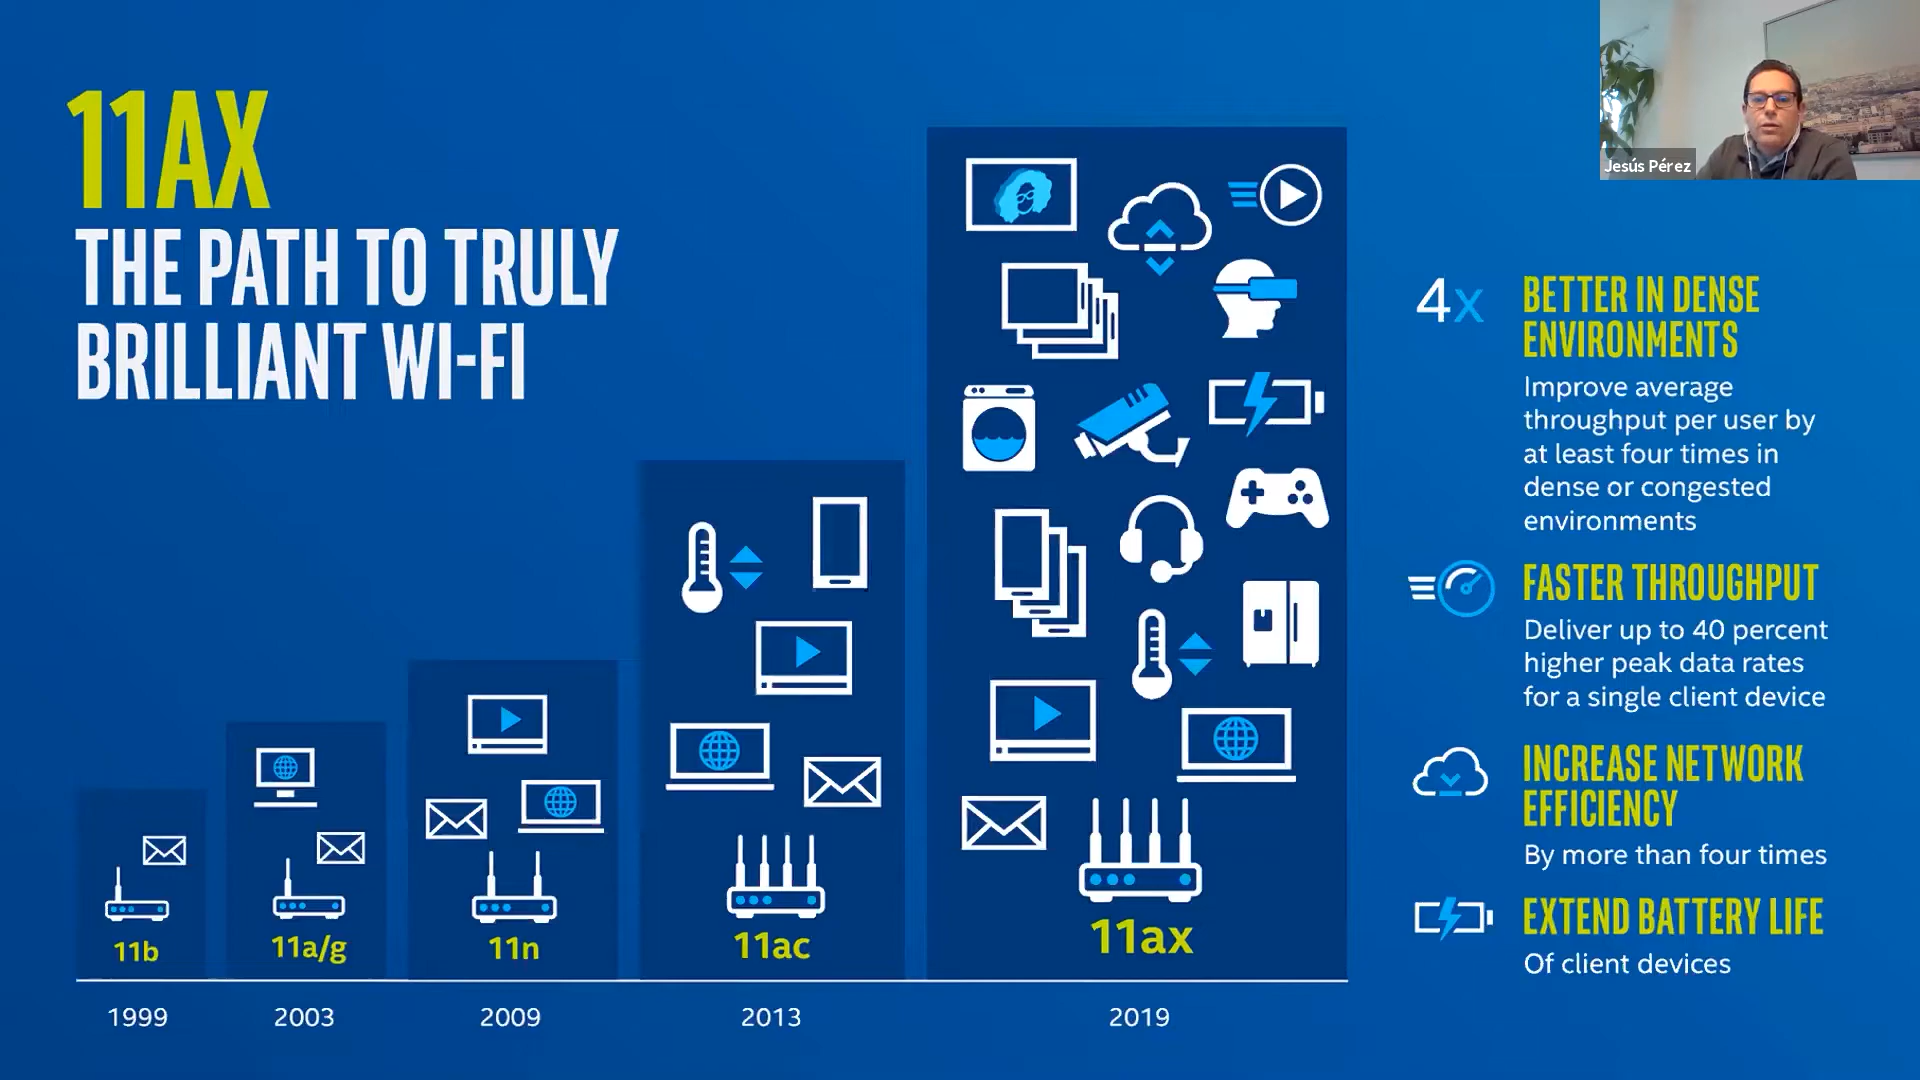 11AX
THE PATH TO TRULY
BRILLIANT WI-FI
Jesús Pérez
4x
BETTER IN DENSE
ENVIRONMENTS
Improve average
throughput per user by
at least four times in
dense or congested
environments
FASTER THROUGHPUT
Deliver up to 40 percent
higher peak data rates
for a single client device
INCREASE NETWORK
EFFICIENCY
By more than four times
EXTEND BATTERY LIFE
Of client devices
11b
11a/g
11n
11ac
11ax
1999
2003
2009
2013
2019